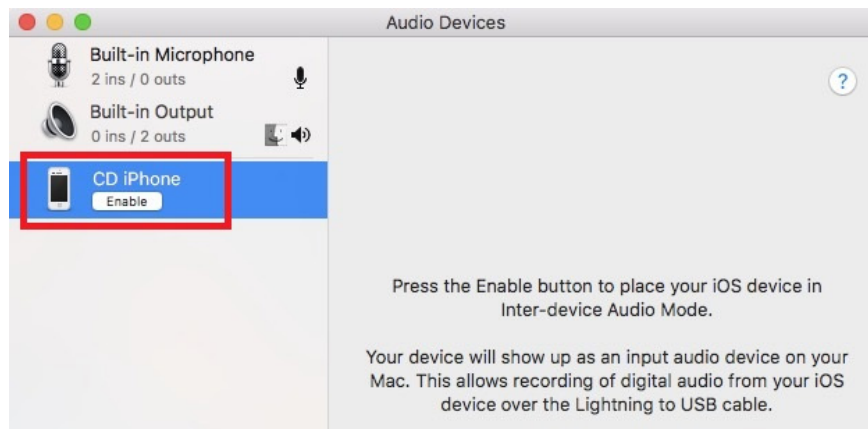 Audio Devices
Built-in Microphone
2 ins / 0 outs
Built-in Output
0 ins / 2 outs
CD iPhone
Enable
?
Press the Enable button to place your iOS device in
Inter-device Audio Mode.
Your device will show up as an input audio device on your
Mac. This allows recording of digital audio from your iOS
device over the Lightning to USB cable.